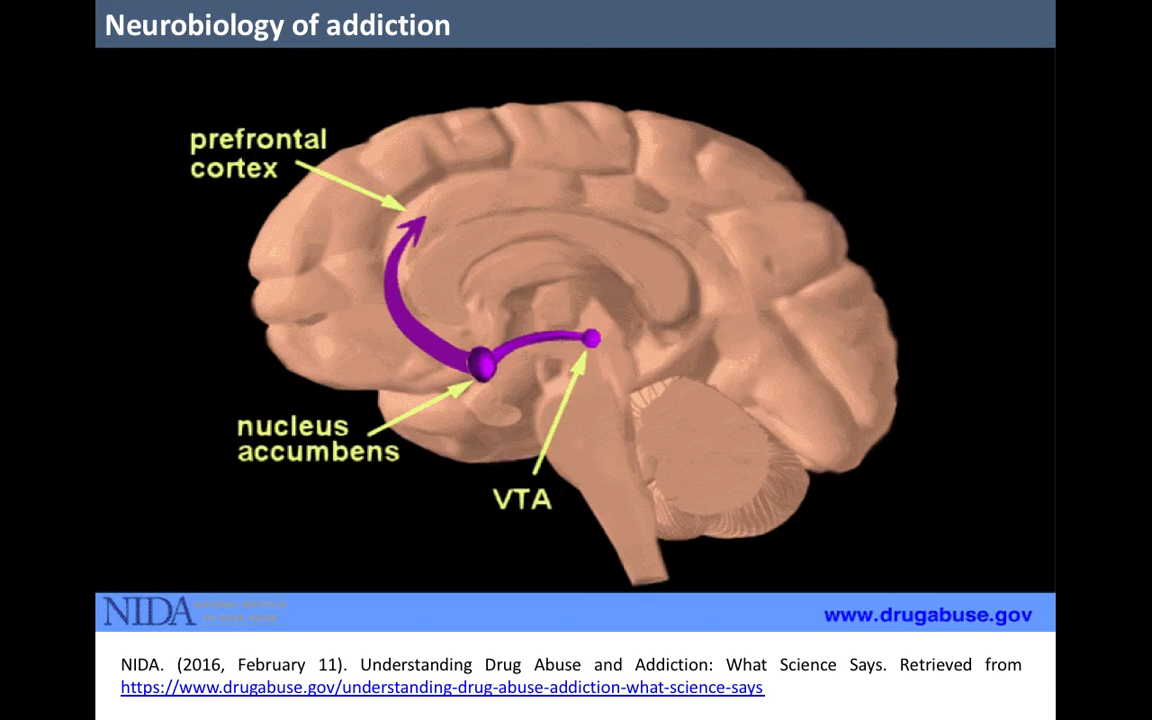 Neurobiology of addiction
prefrontal
cortex
nucleus
accumbens
VTA
NIDA
www.drugabuse.gov
NIDA. (2016, February 11). Understanding Drug Abuse and Addiction: What Science Says. Retrieved from
https://www.drugabuse.gov/understanding-drug-abuse-addiction-what-science-says